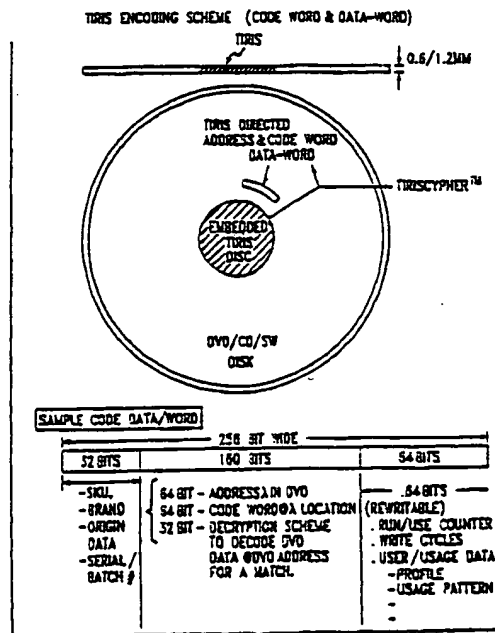 TIRIS ENCODING SCHEME (CODE WORD & DATA-WORD)
TIRIS
0.6/1.2MM
TIRIS DIRECTED
ADDRESS & CODE WORD
DATA-WORD
TIRISCYPHER™
EMBEDDED
TIRIS
DISC
DVD/CD/SW
DISK
SAMPLE CODE DATA/WORD
256 BIT WIDE
32 BITS
160 BITS
64 BITS
-SKU,
-BRAND
-ORIGIN
DATA
-SERIAL/
BATCH #
64 BIT - ADDRESS λ IN DVD
64 BIT - CODE WORD @ λ LOCATION
32 BIT - DECRYPTION SCHEME
TO DECODE DVD
DATA @ DVD ADDRESS
FOR A MATCH.
.64 BITS
(REWRITABLE)
. RUN/USE COUNTER
. WRITE CYCLES
. USER/USAGE DATA
-PROFILE
-USAGE PATTERN
-
-